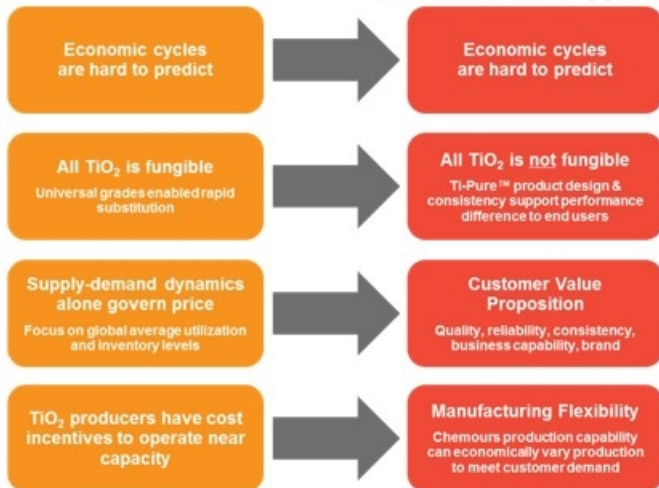 Economic cycles
are hard to predict
Economic cycles
are hard to predict
All TiO₂ is fungible
Universal grades enabled rapid
substitution
All TiO₂ is not fungible
Ti-Pure™ product design &
consistency support performance
difference to end users
Supply-demand dynamics
alone govern price
Focus on global average utilization
and inventory levels
Customer Value
Proposition
Quality, reliability, consistency,
business capability, brand
TiO₂ producers have cost
incentives to operate near
capacity
Manufacturing Flexibility
Chemours production capability
can economically vary production
to meet customer demand